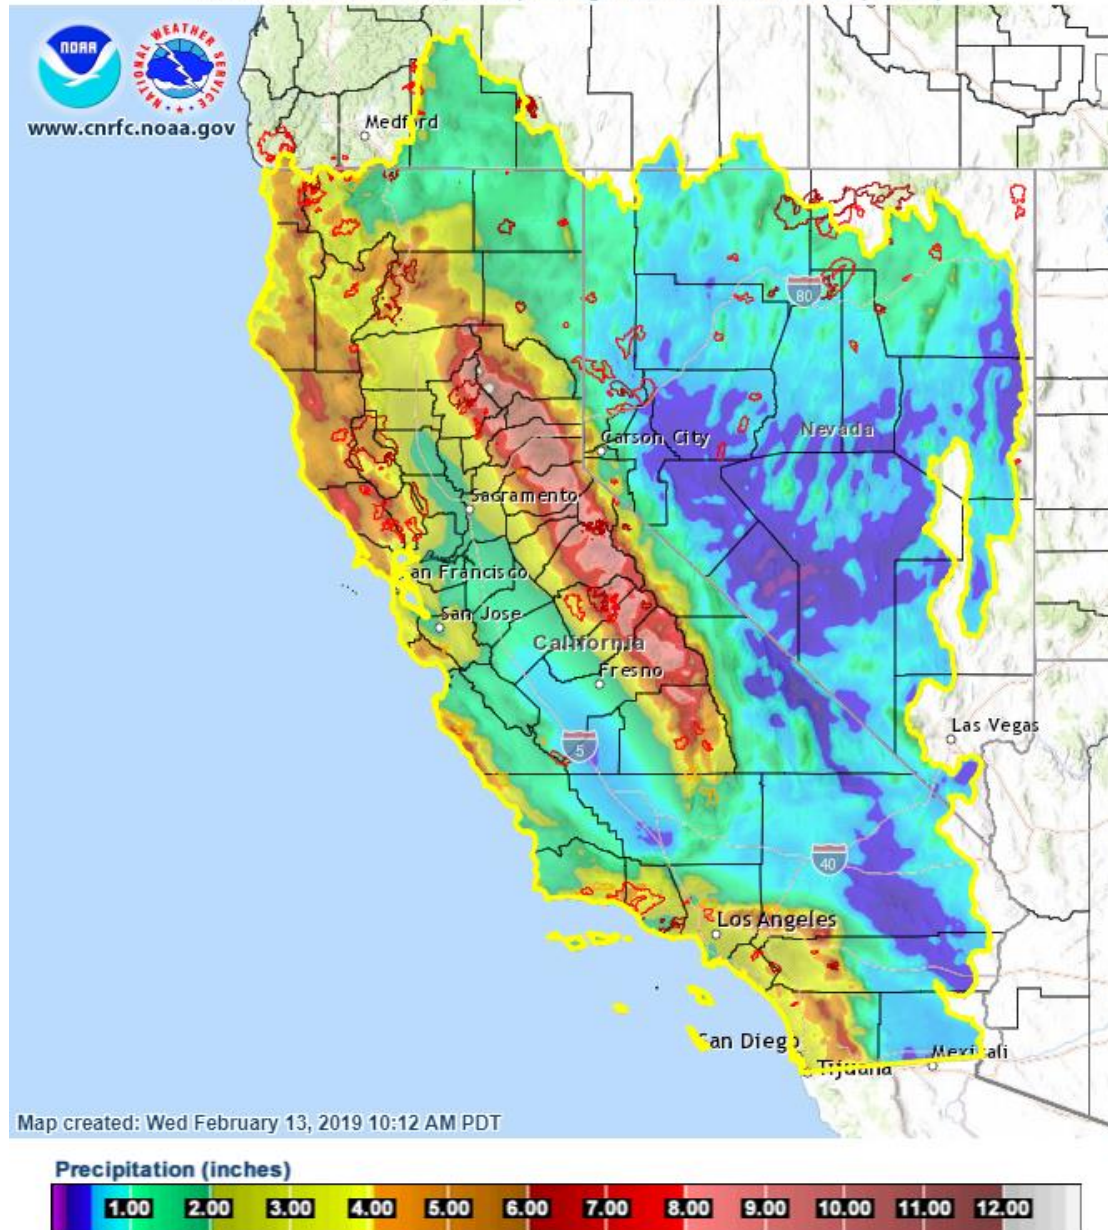 NOAA
NATIONAL WEATHER SERVICE
www.cnrfc.noaa.gov
Medford
80
Nevada
Carson City
Sacramento
an Francisco
San Jose
California
Fresno
Las Vegas
5
40
Los Angeles
San Diego
Mexicali
Tijuana
Map created: Wed February 13, 2019 10:12 AM PDT
Precipitation (inches)
1.00 2.00 3.00 4.00 5.00 6.00 7.00 8.00 9.00 10.00 11.00 12.00